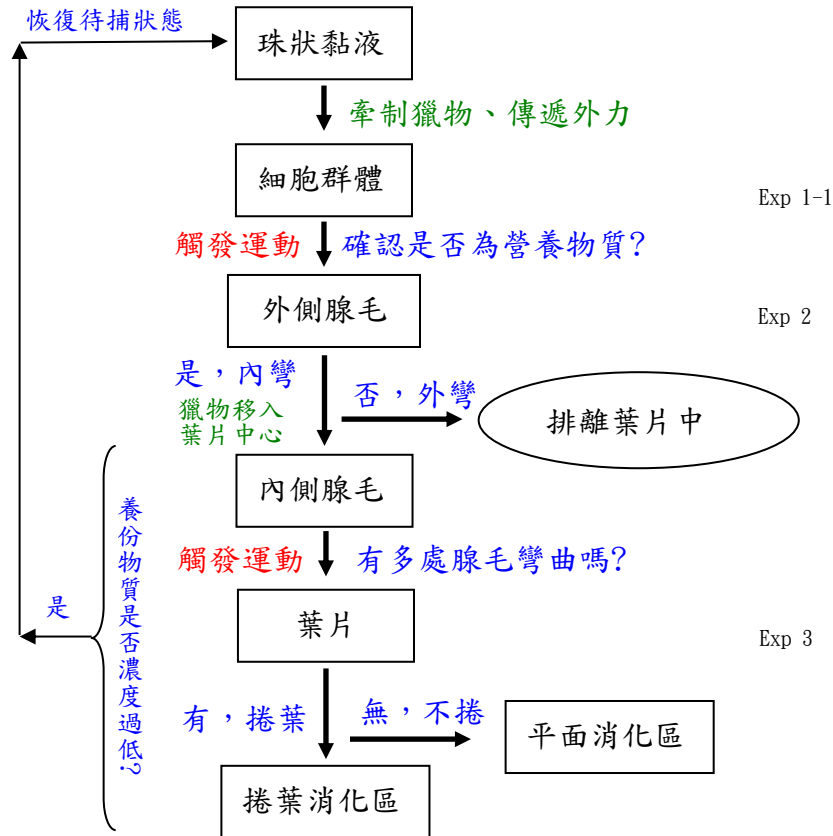 恢復待捕狀態
珠狀黏液
牽制獵物、傳遞外力
細胞群體
Exp 1-1
觸發運動
確認是否為營養物質?
外側腺毛
Exp 2
是，內彎
否，外彎
獵物移入
葉片中心
排離葉片中
內側腺毛
養份物質是否濃度過低?
觸發運動
有多處腺毛彎曲嗎?
是
葉片
Exp 3
有，捲葉
無，不捲
平面消化區
捲葉消化區